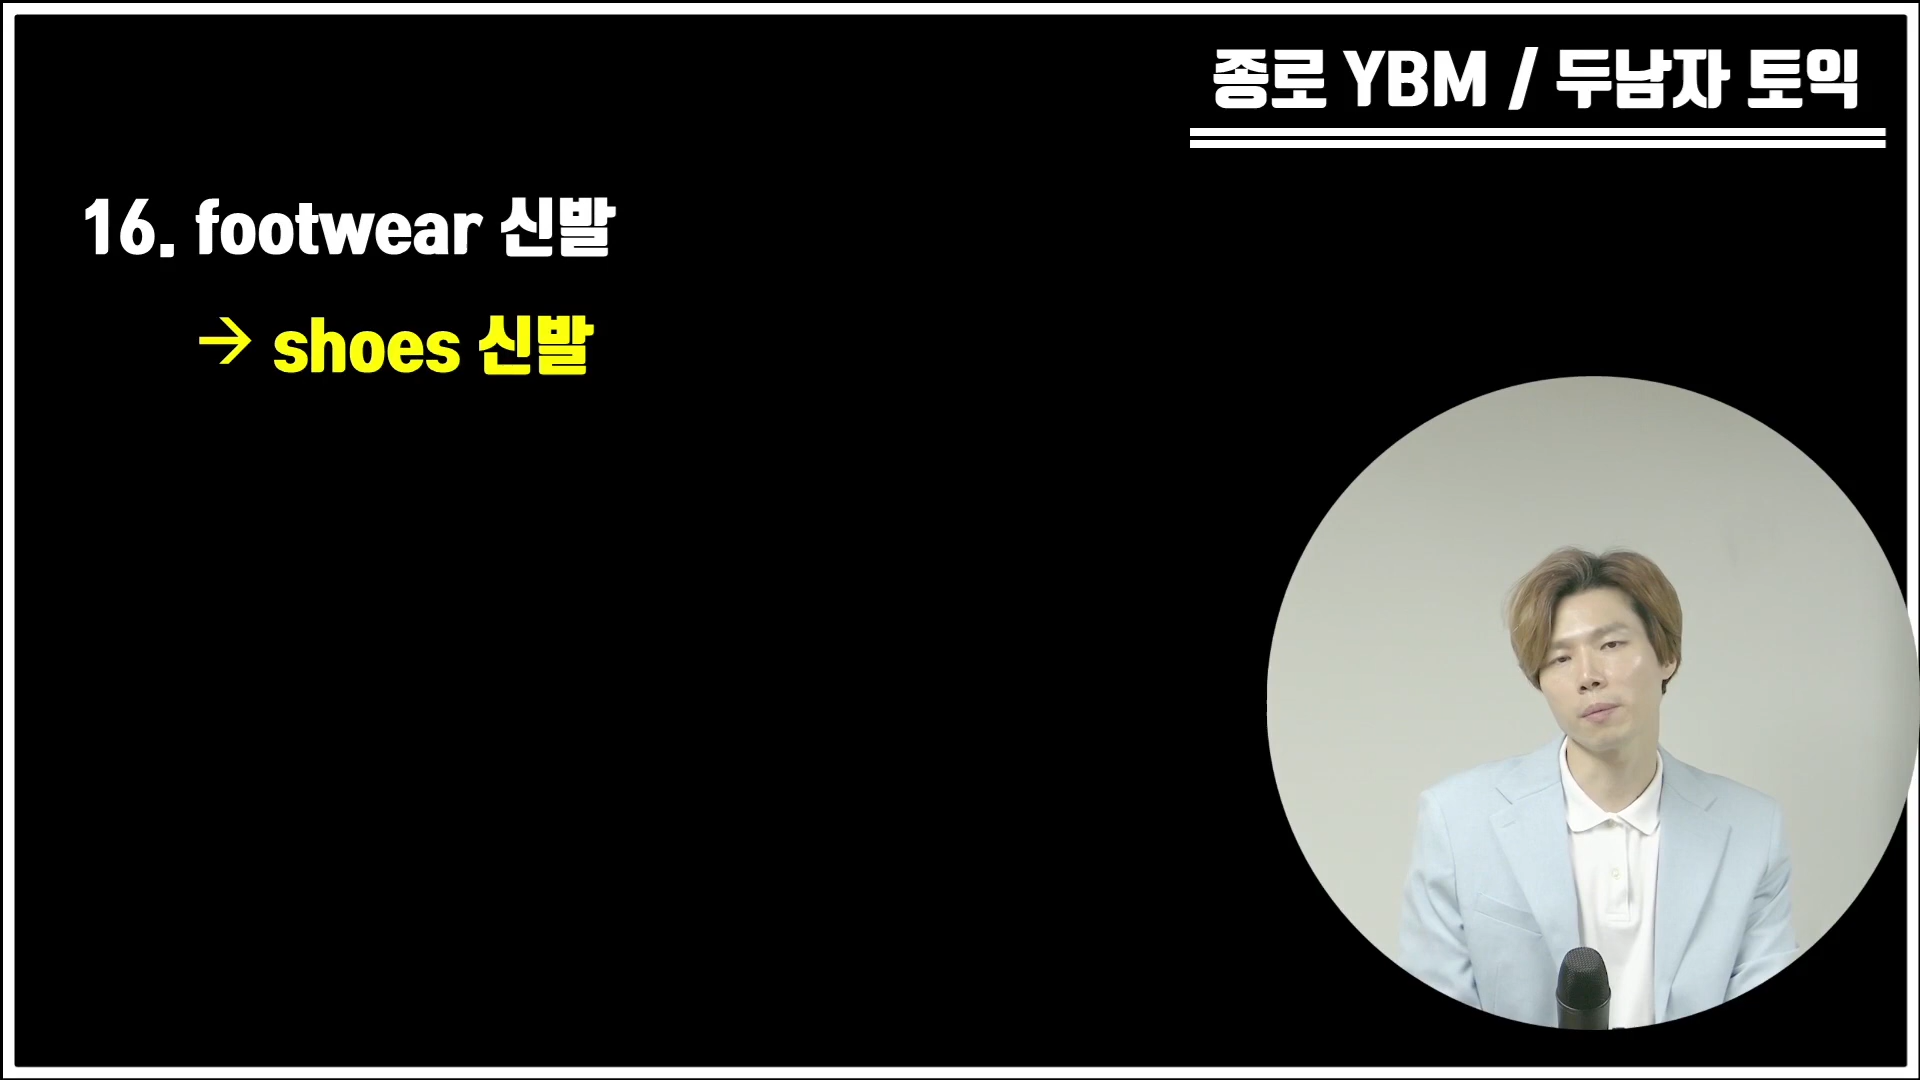 종로 YBM / 두남자 토익
16. footwear 신발
→ shoes 신발